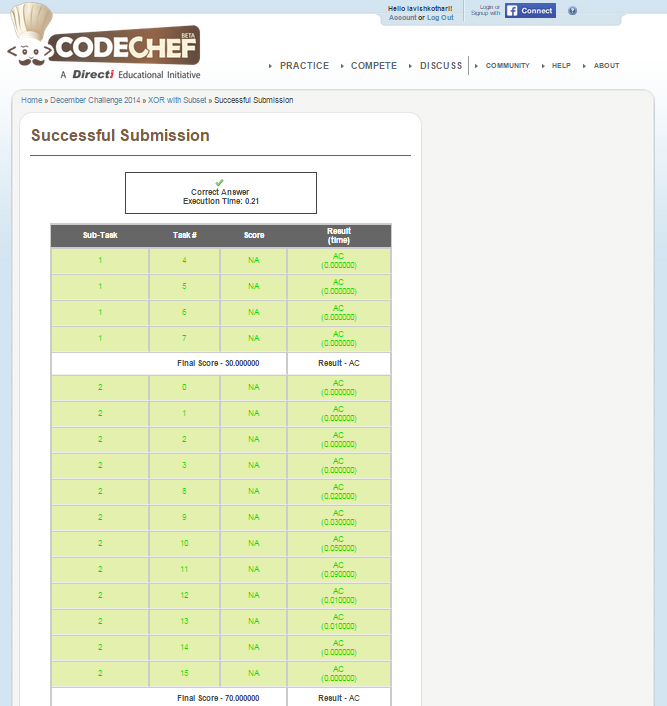 Hello lavishkothari!
Account or Log Out
Login or
Signup with
f Connect
?
BETA
CODECHEF
A Directi Educational Initiative
PRACTICE
COMPETE
DISCUSS
COMMUNITY
HELP
ABOUT
Home » December Challenge 2014 » XOR with Subset » Successful Submission
Successful Submission
Correct Answer
Execution Time: 0.21
Sub-Task Task # Score Result
(time)
1 4 NA AC
(0.000000)
1 5 NA AC
(0.000000)
1 6 NA AC
(0.000000)
1 7 NA AC
(0.000000)
Final Score - 30.000000 Result - AC
2 0 NA AC
(0.000000)
2 1 NA AC
(0.000000)
2 2 NA AC
(0.000000)
2 3 NA AC
(0.000000)
2 8 NA AC
(0.020000)
2 9 NA AC
(0.030000)
2 10 NA AC
(0.050000)
2 11 NA AC
(0.090000)
2 12 NA AC
(0.010000)
2 13 NA AC
(0.010000)
2 14 NA AC
(0.000000)
2 15 NA AC
(0.000000)
Final Score - 70.000000 Result - AC